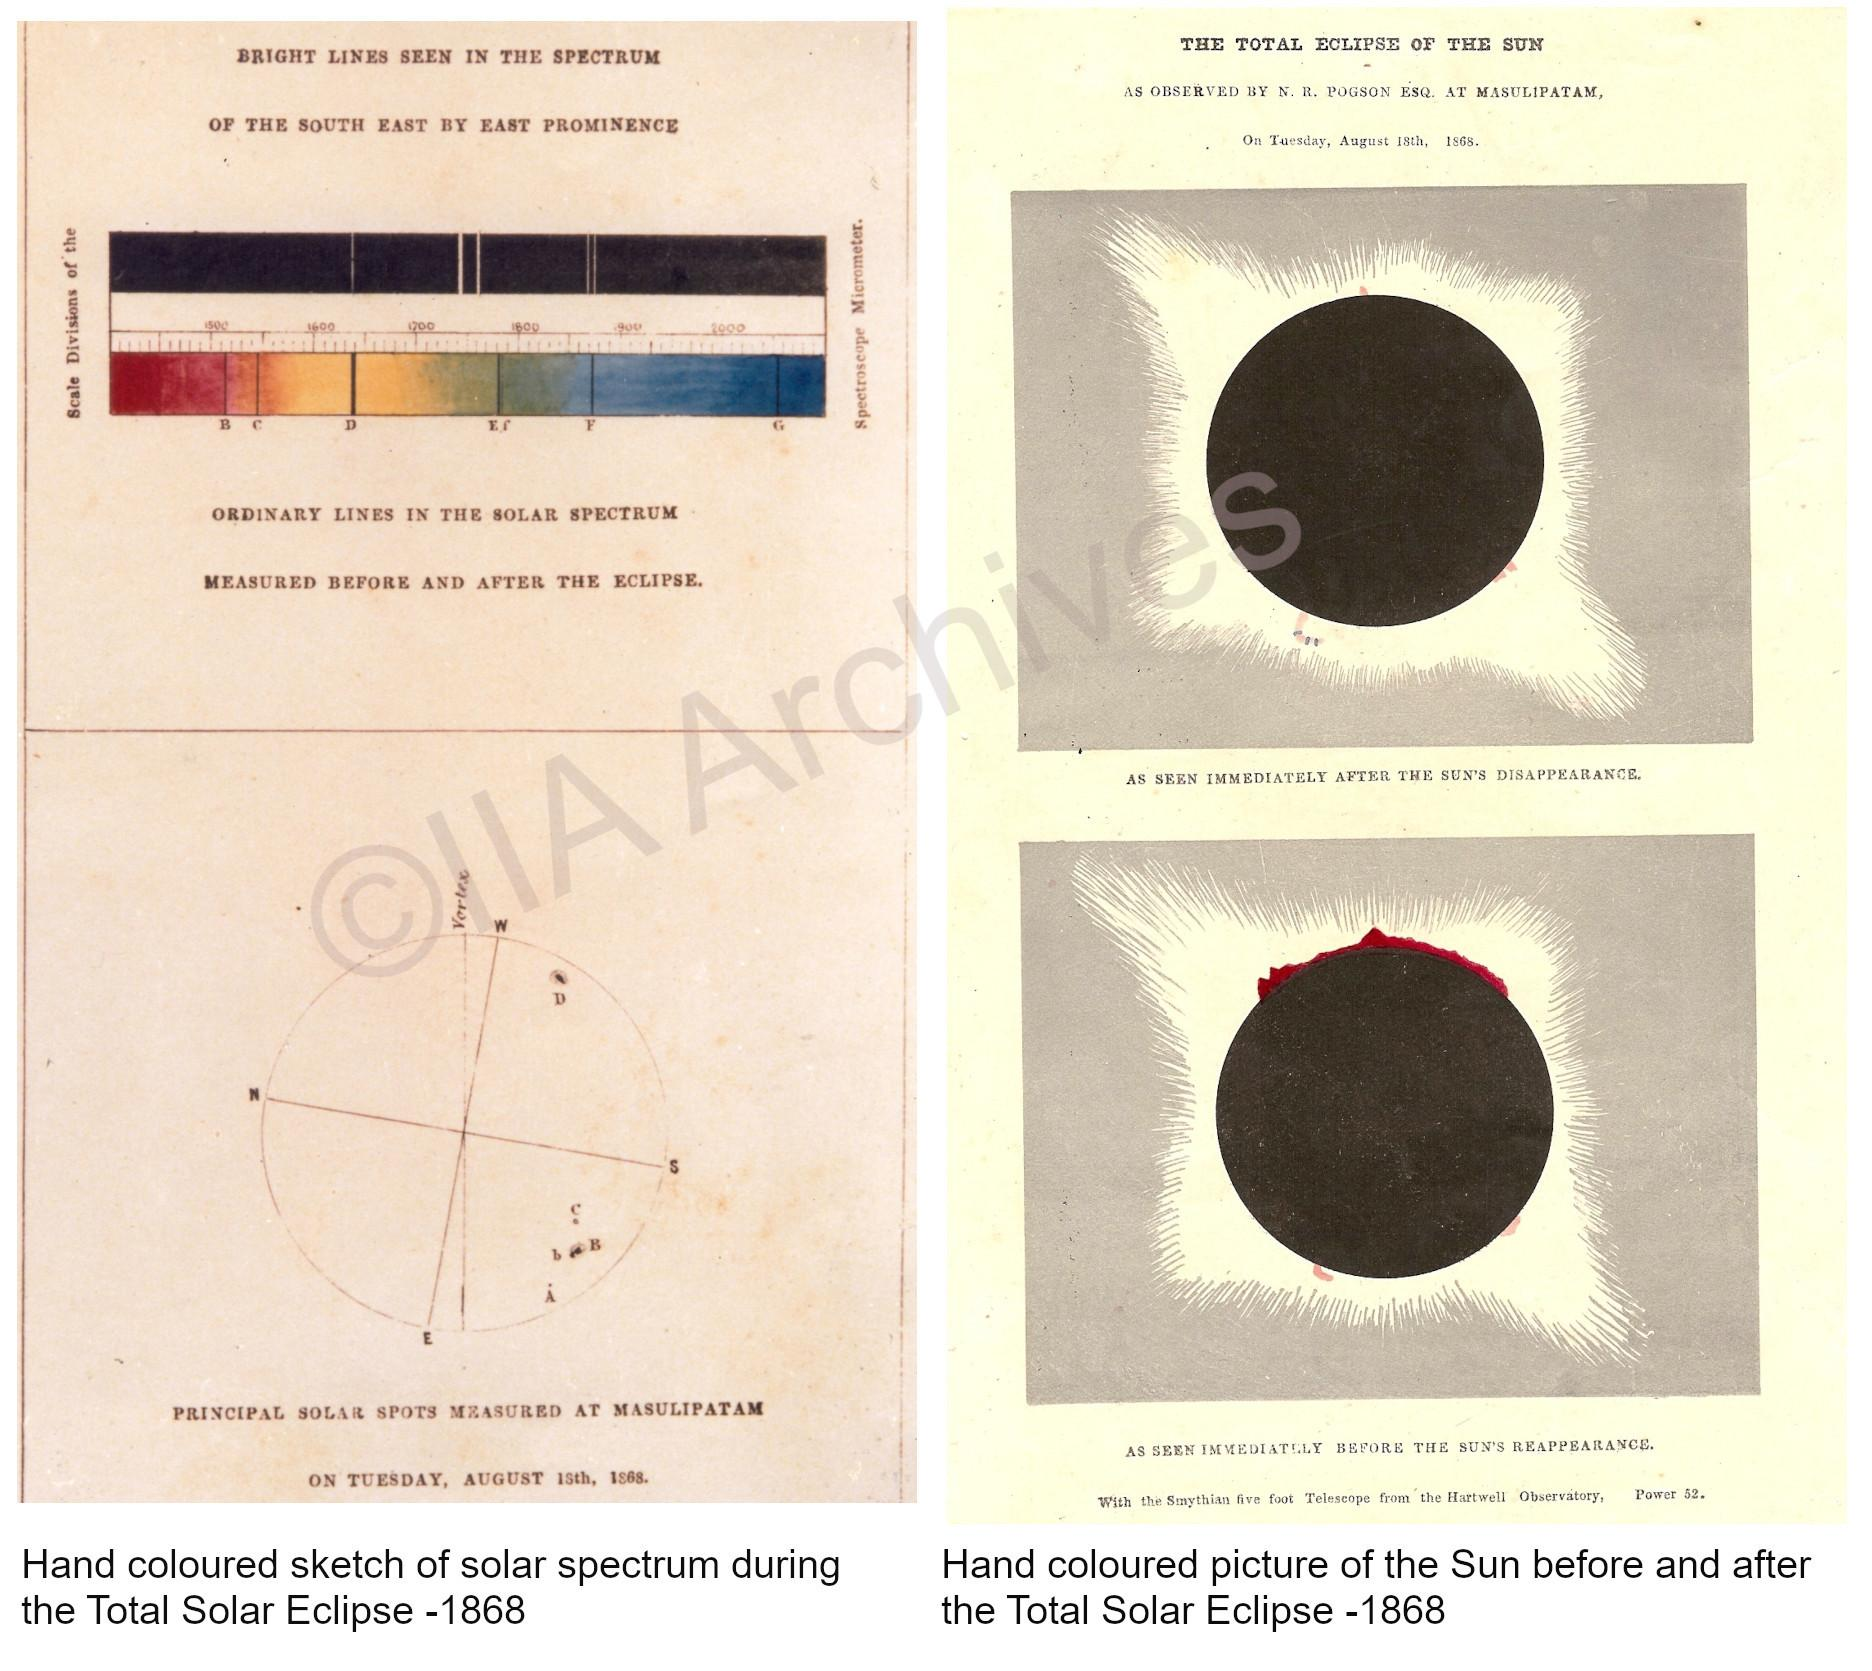 BRIGHT LINES SEEN IN THE SPECTRUM
OF THE SOUTH EAST BY EAST PROMINENCE
Scale Divisions of the
Spectroscope Micrometer.
1500 1600 1700 1800 1900 2000
B C D E f F G
ORDINARY LINES IN THE SOLAR SPECTRUM
MEASURED BEFORE AND AFTER THE ECLIPSE.
Vertex
W
D
N
S
C
b B
A
E
PRINCIPAL SOLAR SPOTS MEASURED AT MASULIPATAM
ON TUESDAY, AUGUST 18th, 1868.
Hand coloured sketch of solar spectrum during
the Total Solar Eclipse -1868
THE TOTAL ECLIPSE OF THE SUN
AS OBSERVED BY N. R. POGSON ESQ. AT MASULIPATAM,
On Tuesday, August 18th, 1868.
AS SEEN IMMEDIATELY AFTER THE SUN'S DISAPPEARANCE.
AS SEEN IMMEDIATELY BEFORE THE SUN'S REAPPEARANCE.
With the Smythian five foot Telescope from the Hartwell Observatory, Power 52.
Hand coloured picture of the Sun before and after
the Total Solar Eclipse -1868
©IIA Archives